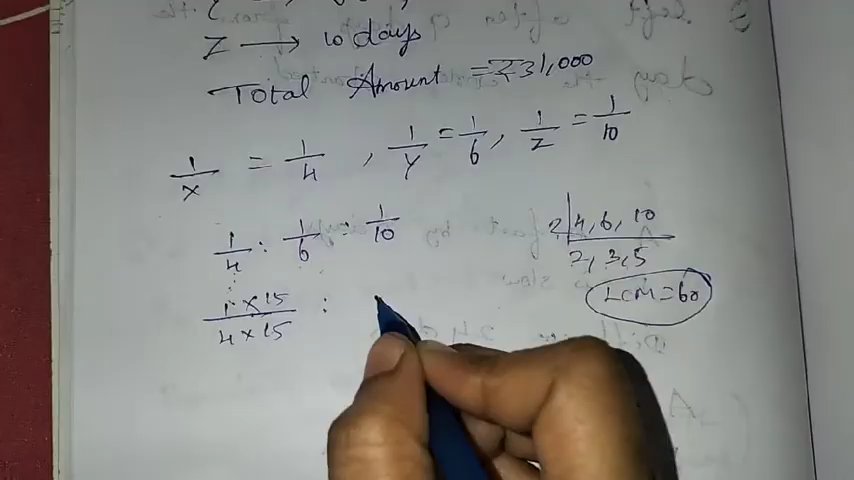 Z → 10 days
Total Amount = ₹31,000
1/x = 1/4 , 1/y = 1/6 , 1/z = 1/10
1/4 : 1/6 : 1/10
2 | 4, 6, 10
2, 3, 5
LCM = 60
1 × 15 / 4 × 15 :